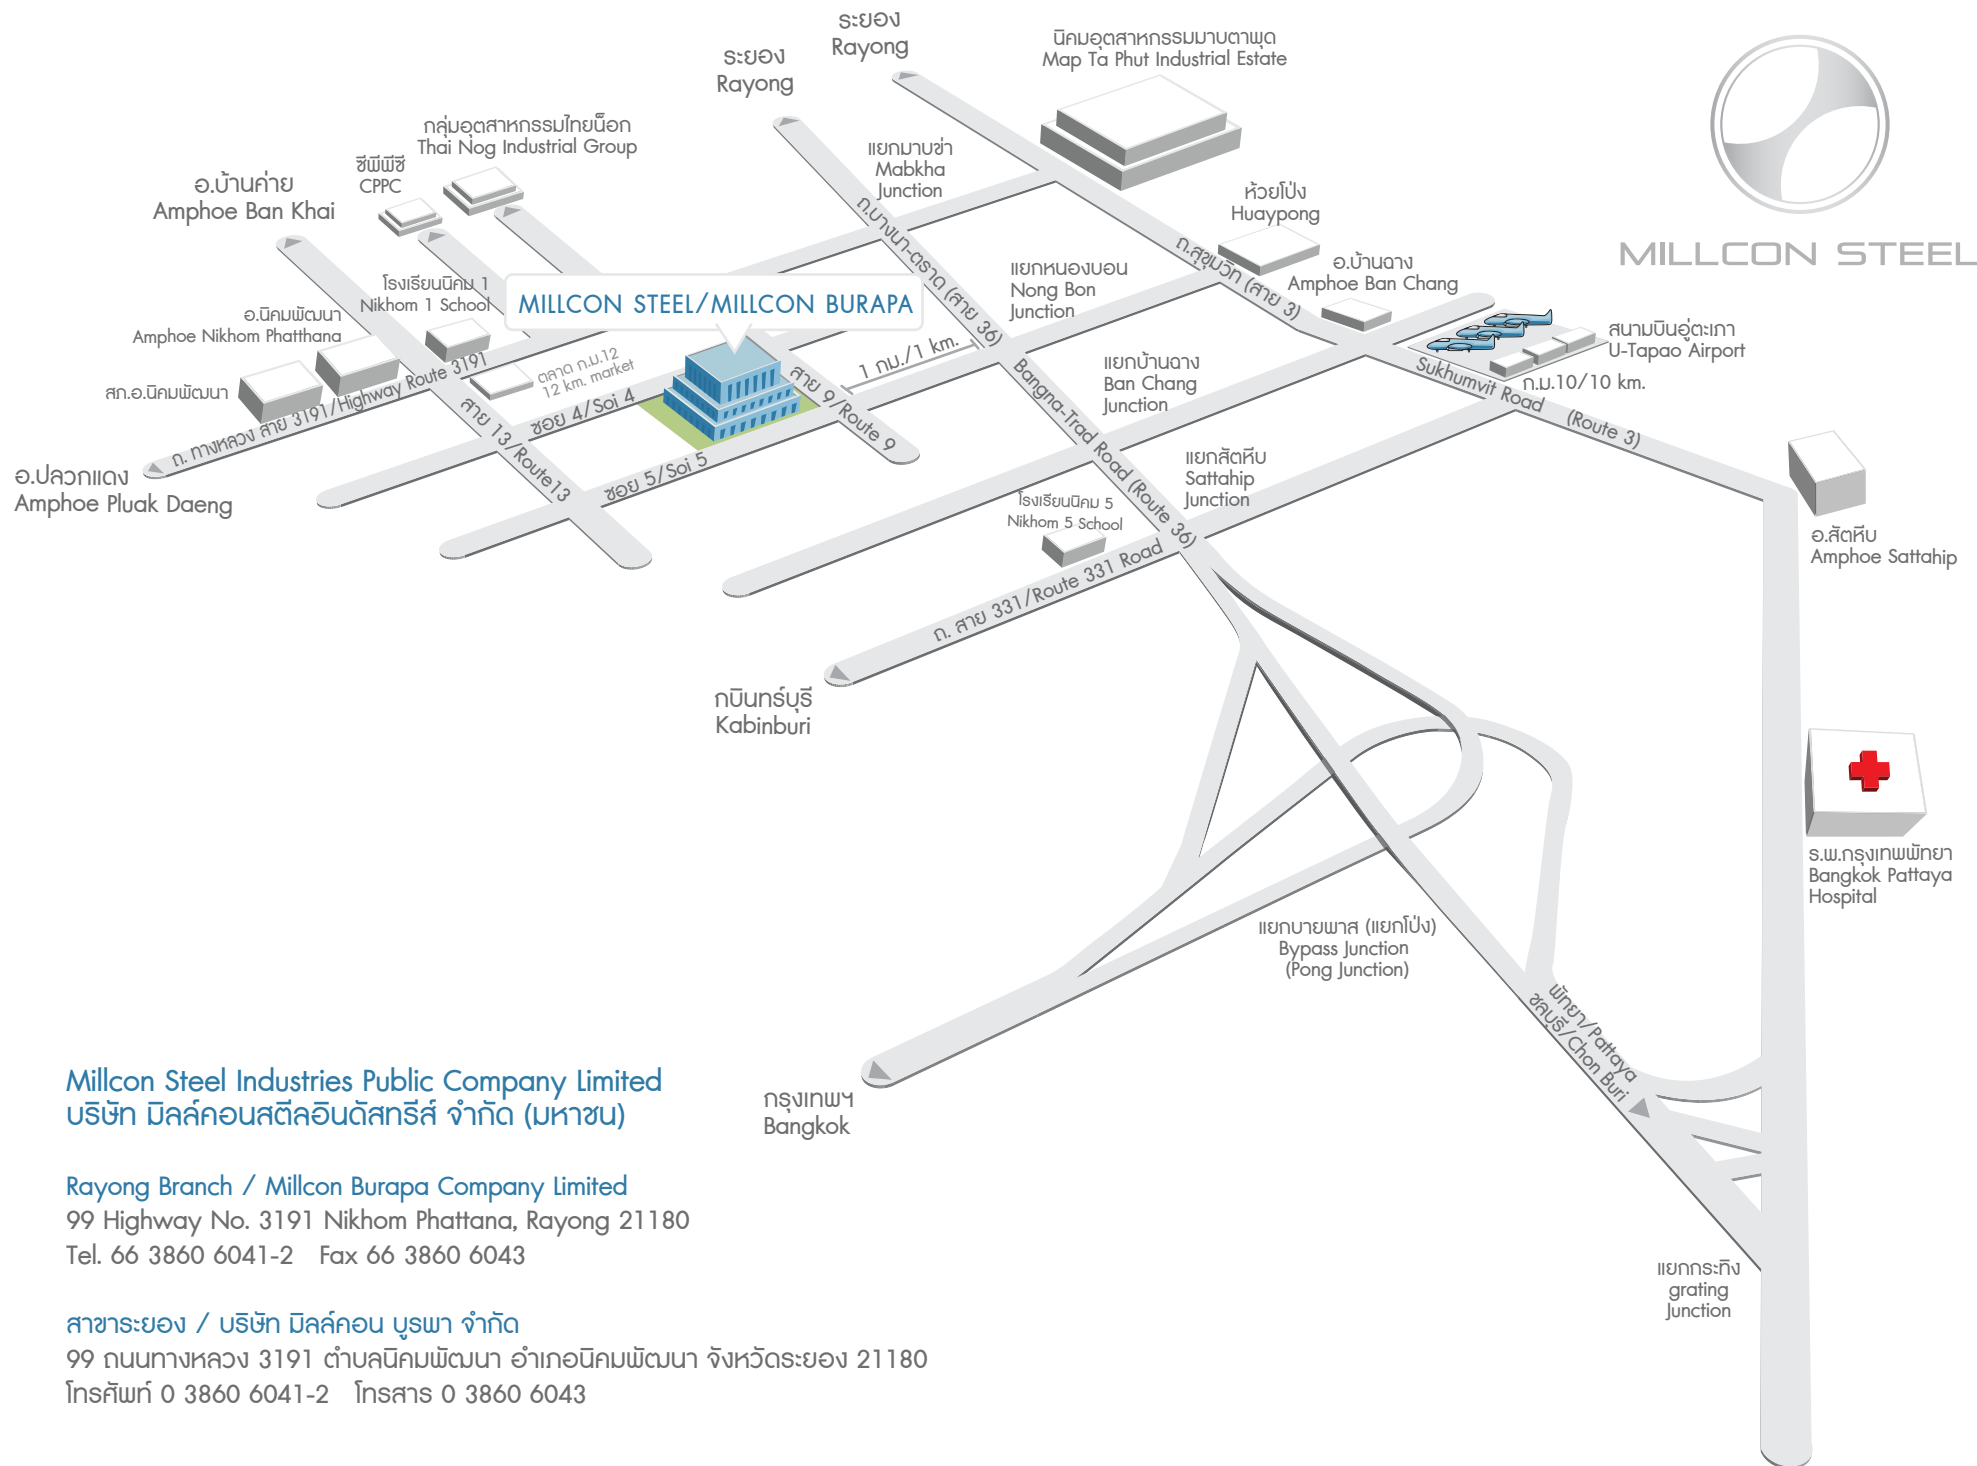 ระยอง
Rayong
ระยอง
Rayong
นิคมอุตสาหกรรมมาบตาพุด
Map Ta Phut Industrial Estate
MILLCON STEEL
กลุ่มอุตสาหกรรมไทยน็อก
Thai Nog Industrial Group
ซีพีพีซี
CPPC
อ.บ้านค่าย
Amphoe Ban Khai
แยกมาบข่า
Mabkha
Junction
ห้วยโป่ง
Huaypong
อ.บ้านฉาง
Amphoe Ban Chang
ถ.บางนา-ตราด (สาย 36)
ถ.สุขุมวิท (สาย 3)
แยกหนองบอน
Nong Bon
Junction
โรงเรียนนิคม 1
Nikhom 1 School
MILLCON STEEL/MILLCON BURAPA
อ.นิคมพัฒนา
Amphoe Nikhom Phatthana
สภ.อ.นิคมพัฒนา
ตลาด ก.ม.12
12 km. market
1 กม./1 km.
สนามบินอู่ตะเภา
U-Tapao Airport
ก.ม.10/10 km.
แยกบ้านฉาง
Ban Chang
Junction
Sukhumvit Road (Route 3)
ถ. ทางหลวง สาย 3191/Highway Route 3191
ซอย 4/Soi 4
สาย 13/Route13
ซอย 5/Soi 5
สาย 9/Route 9
Bangna-Trad Road (Route 36)
อ.ปลวกแดง
Amphoe Pluak Daeng
แยกสัตหีบ
Sattahip
Junction
โรงเรียนนิคม 5
Nikhom 5 School
ถ. สาย 331/Route 331 Road
อ.สัตหีบ
Amphoe Sattahip
กบินทร์บุรี
Kabinburi
ร.พ.กรุงเทพพัทยา
Bangkok Pattaya
Hospital
แยกบายพาส (แยกโป่ง)
Bypass Junction
(Pong Junction)
พัทยา/Pattaya
ชลบุรี/Chon Buri
กรุงเทพฯ
Bangkok
แยกกระทิง
grating
Junction
Millcon Steel Industries Public Company Limited
บริษัท มิลล์คอนสตีลอินดัสทรีส์ จำกัด (มหาชน)
Rayong Branch / Millcon Burapa Company Limited
99 Highway No. 3191 Nikhom Phattana, Rayong 21180
Tel. 66 3860 6041-2 Fax 66 3860 6043
สาขาระยอง / บริษัท มิลล์คอน บูรพา จำกัด
99 ถนนทางหลวง 3191 ตำบลนิคมพัฒนา อำเภอนิคมพัฒนา จังหวัดระยอง 21180
โทรศัพท์ 0 3860 6041-2 โทรสาร 0 3860 6043